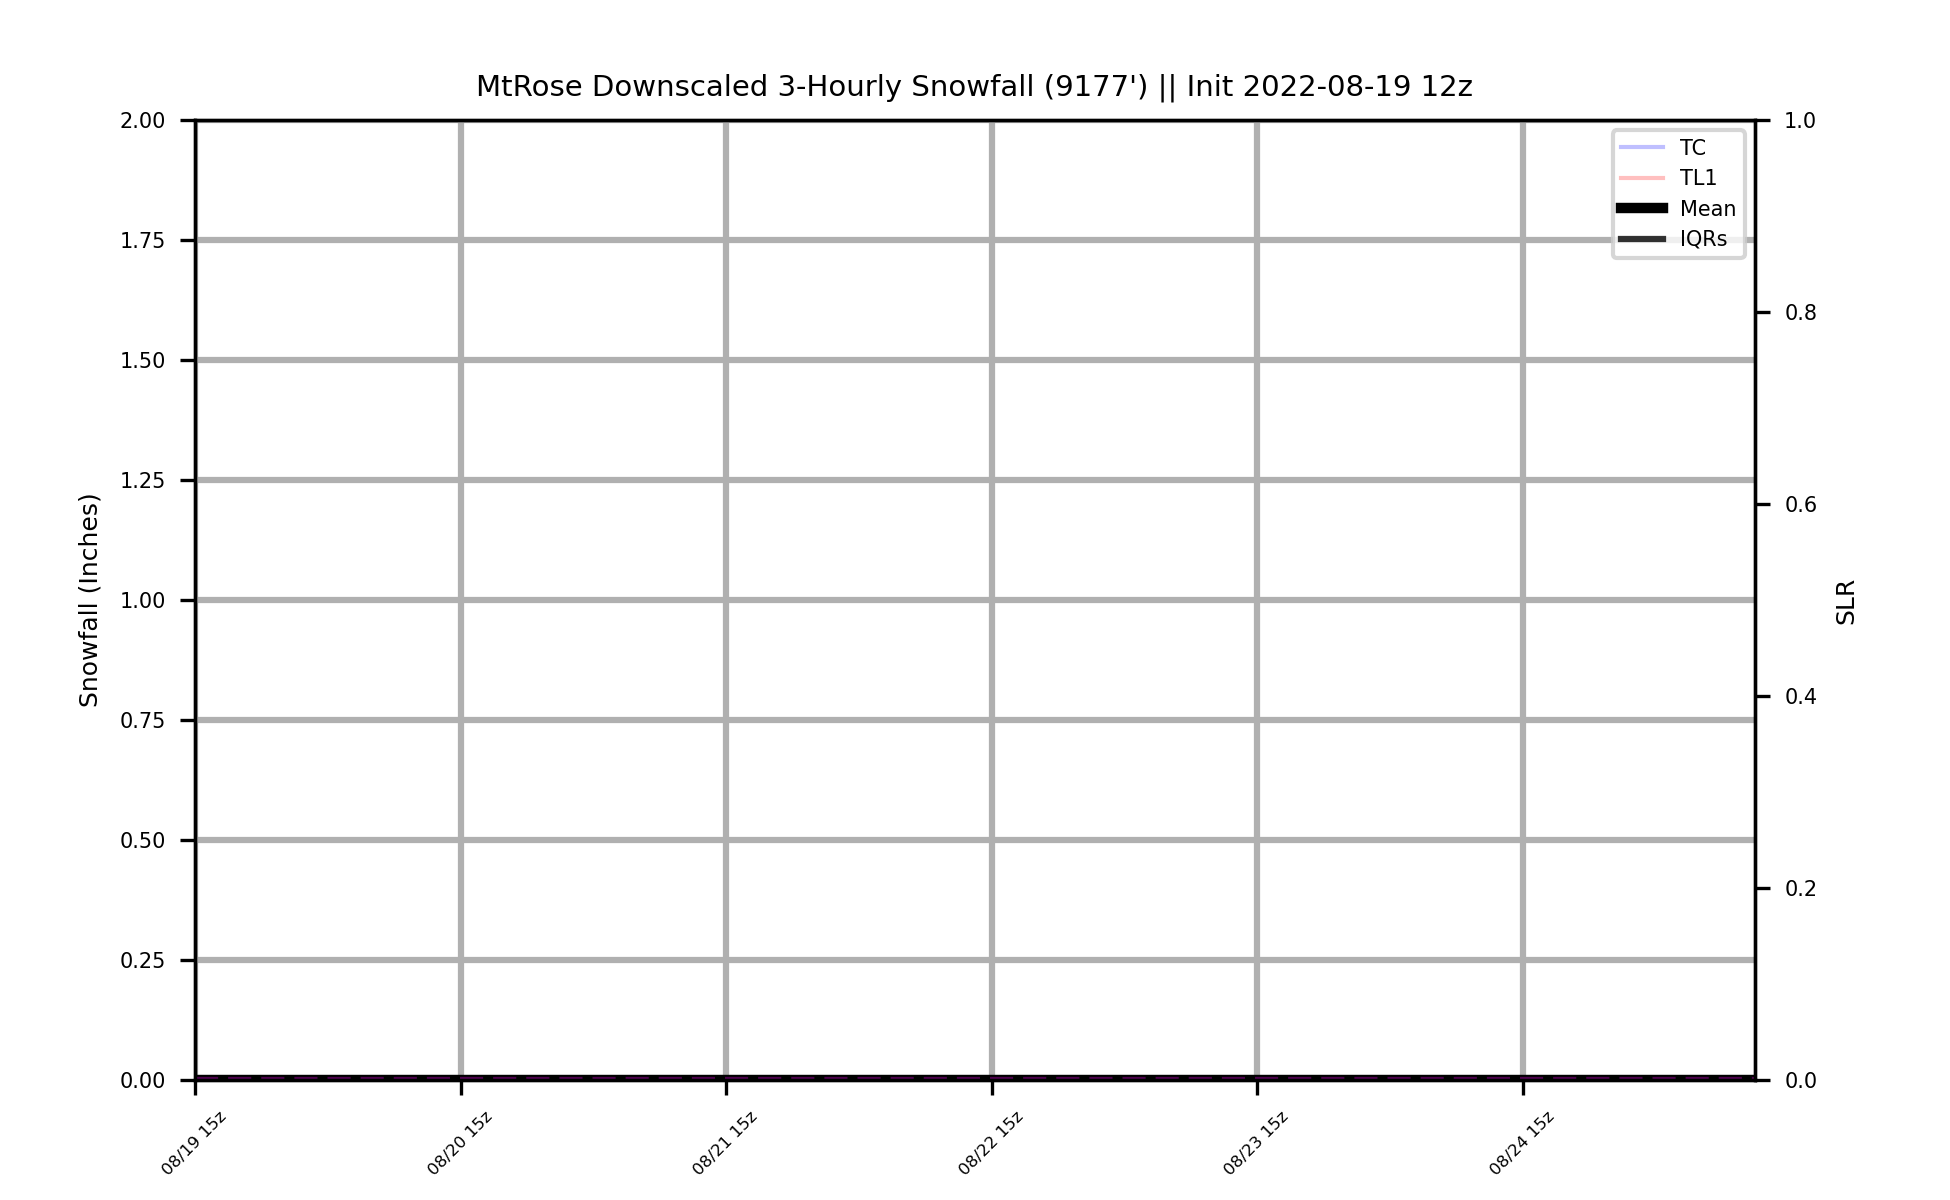 MtRose Downscaled 3-Hourly Snowfall (9177') || Init 2022-08-19 12z
2.00
1.75
1.50
1.25
1.00
0.75
0.50
0.25
0.00
Snowfall (Inches)
1.0
0.8
0.6
0.4
0.2
0.0
SLR
TC
TL1
Mean
IQRs
08/19 15z
08/20 15z
08/21 15z
08/22 15z
08/23 15z
08/24 15z